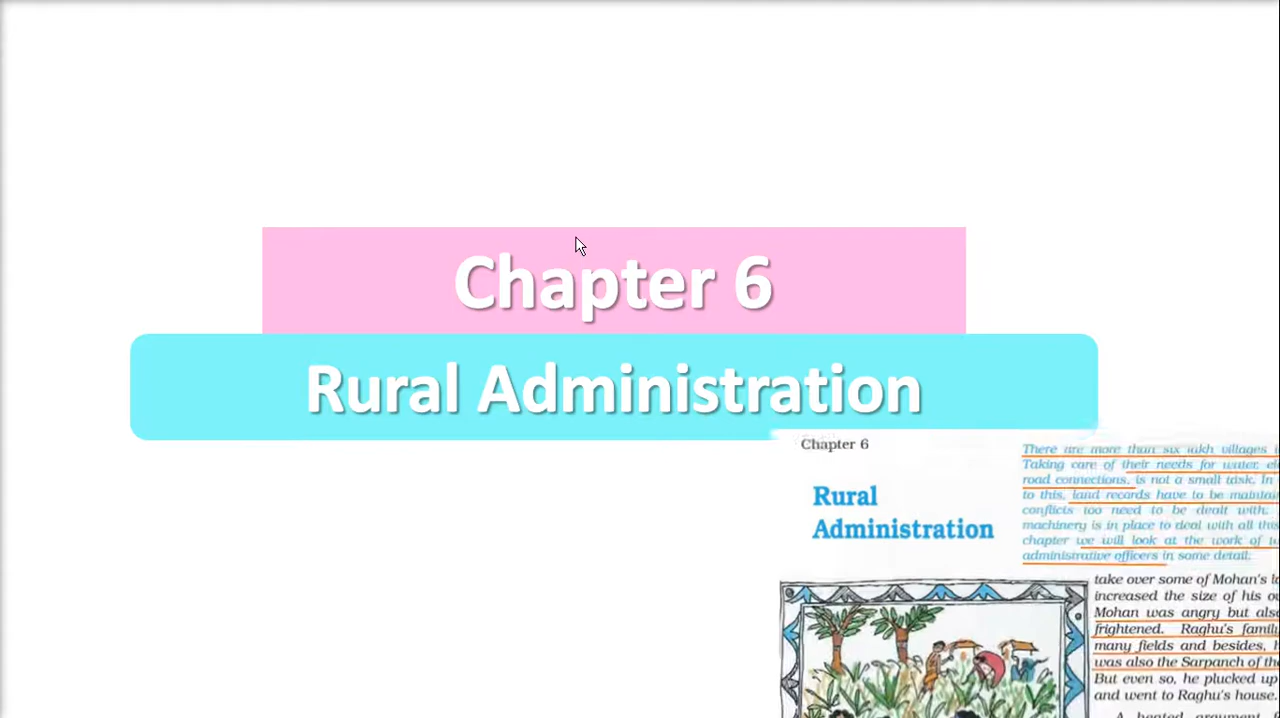 Chapter 6
Rural Administration
Chapter 6
Rural
Administration
There are more than six lakh villages
Taking care of their needs for water,
road connections, is not a small task. In
to this, land records have to be
conflicts too need to be dealt with.
machinery is in place to deal with all
chapter we will look at the work of
administrative officers in some detail.
take over some of Mohan's
increased the size of his
Mohan was angry but
frightened. Raghu's
many fields and besides,
was also the Sarpanch of
But even so, he plucked up
and went to Raghu's house.
A heated argument